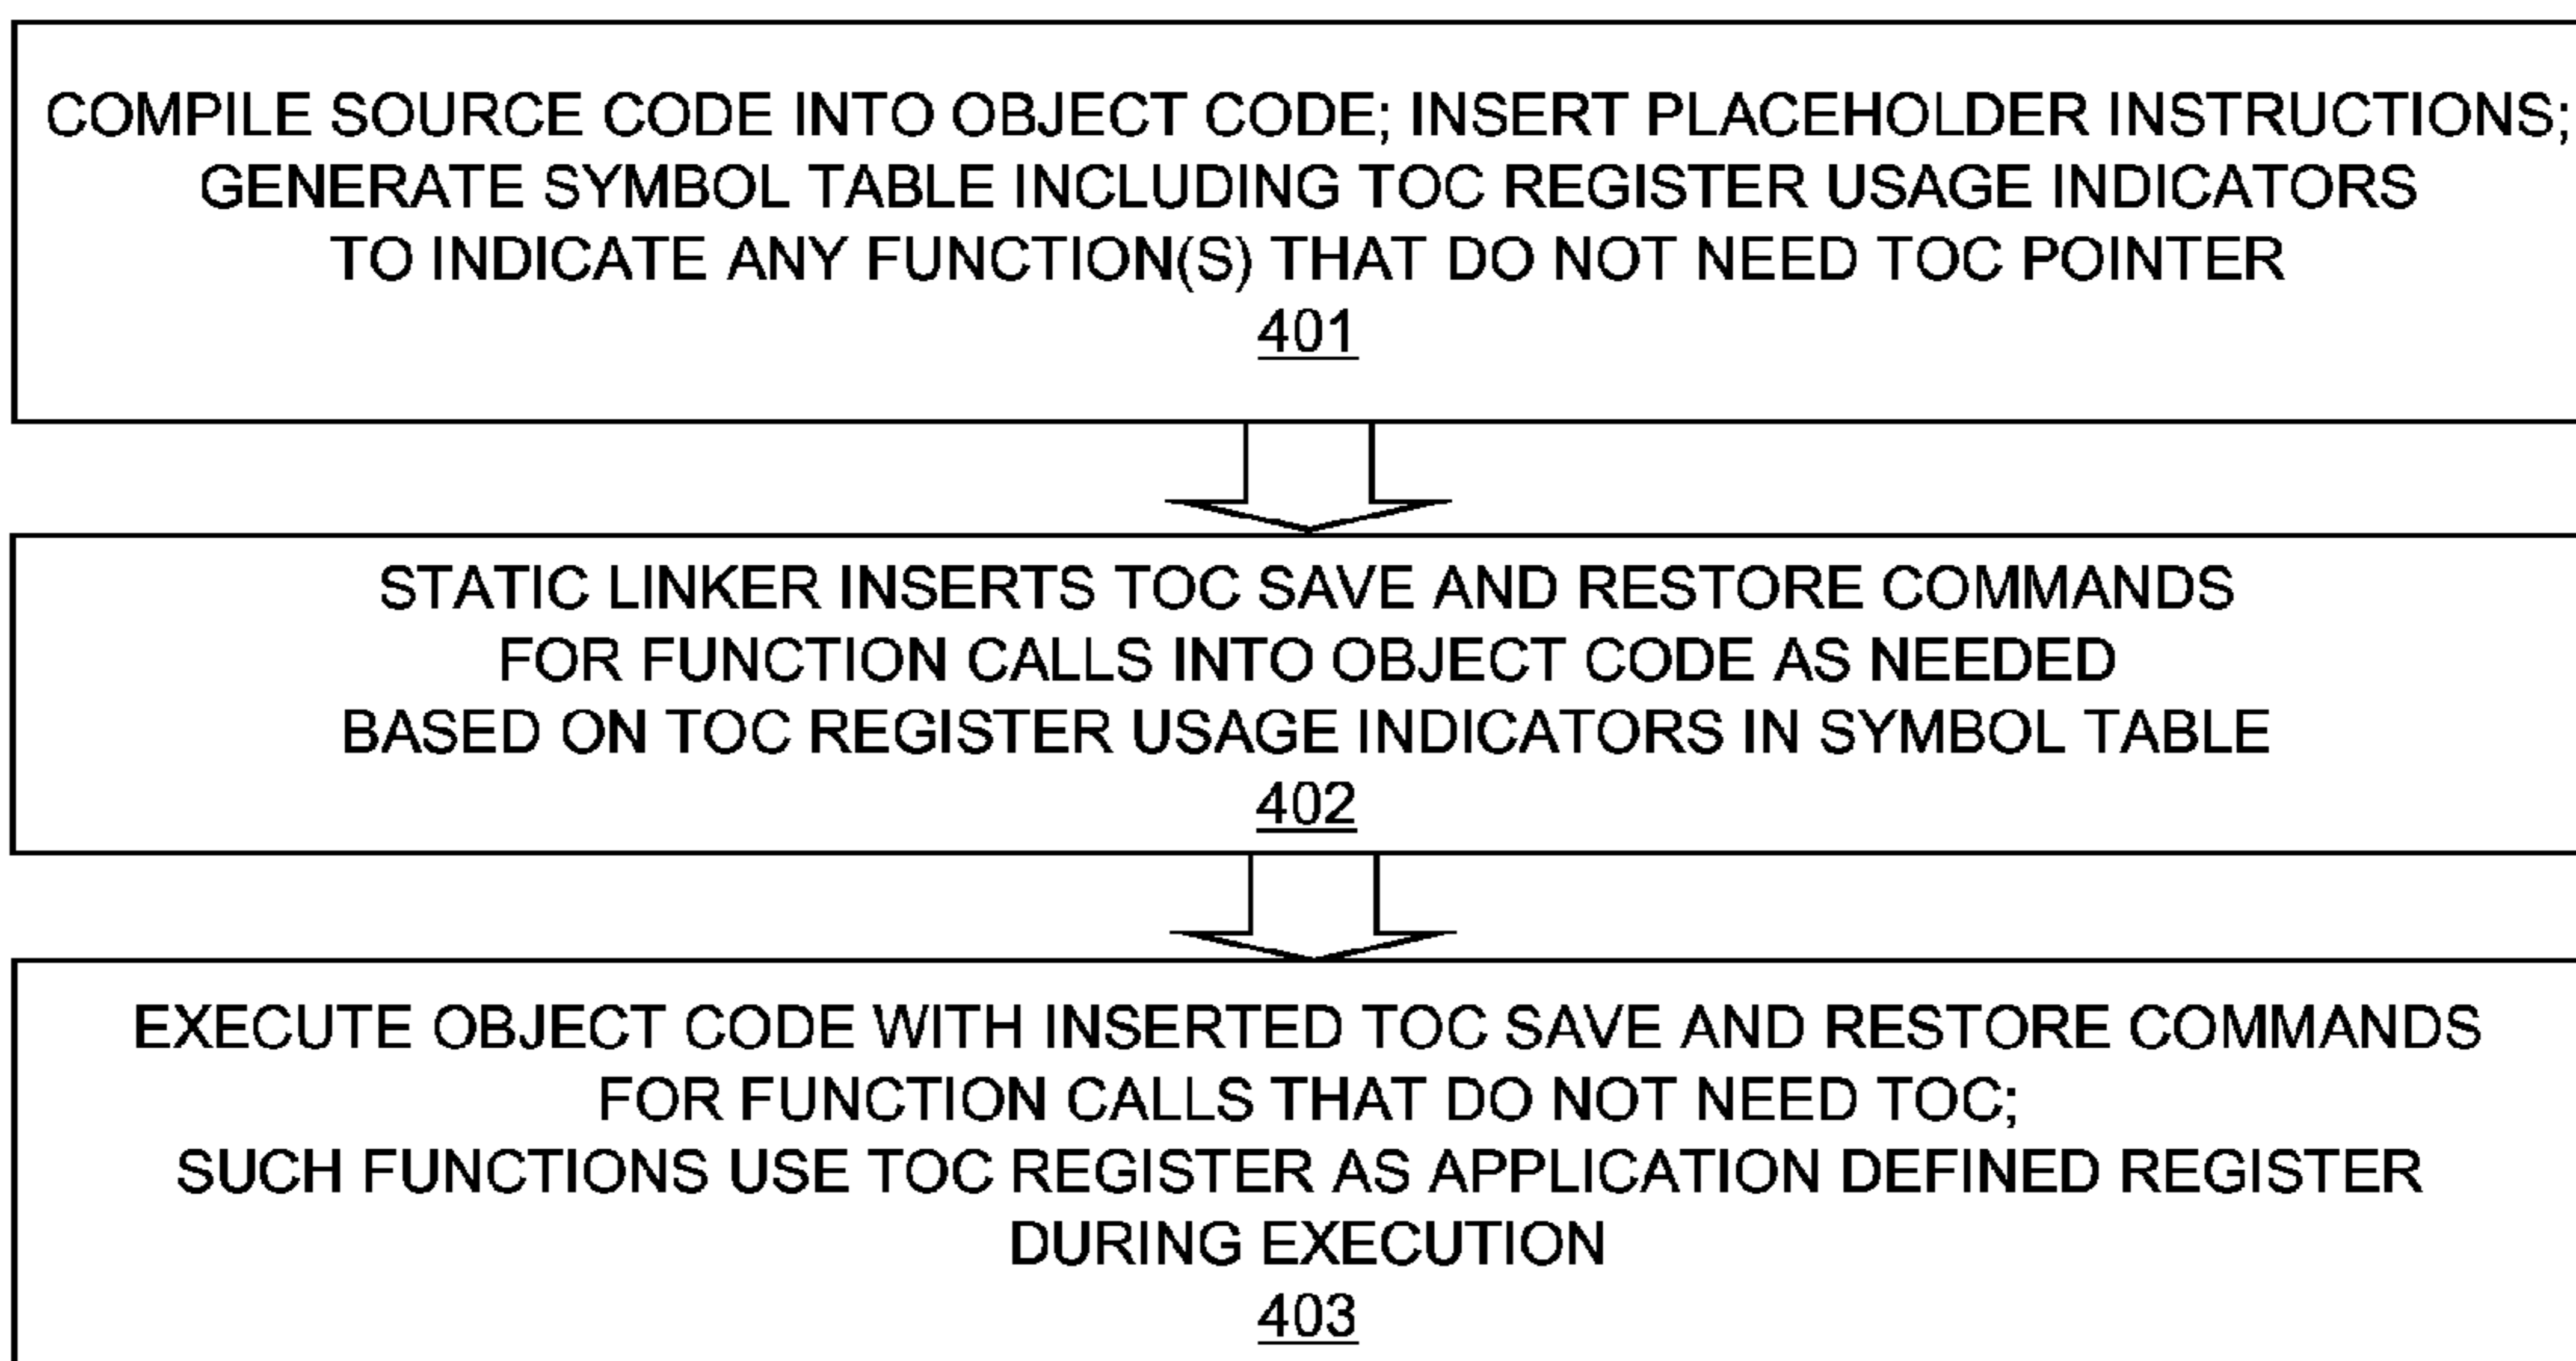 COMPILE SOURCE CODE INTO OBJECT CODE; INSERT PLACEHOLDER INSTRUCTIONS;
GENERATE SYMBOL TABLE INCLUDING TOC REGISTER USAGE INDICATORS
TO INDICATE ANY FUNCTION(S) THAT DO NOT NEED TOC POINTER
401
STATIC LINKER INSERTS TOC SAVE AND RESTORE COMMANDS
FOR FUNCTION CALLS INTO OBJECT CODE AS NEEDED
BASED ON TOC REGISTER USAGE INDICATORS IN SYMBOL TABLE
402
EXECUTE OBJECT CODE WITH INSERTED TOC SAVE AND RESTORE COMMANDS
FOR FUNCTION CALLS THAT DO NOT NEED TOC;
SUCH FUNCTIONS USE TOC REGISTER AS APPLICATION DEFINED REGISTER
DURING EXECUTION
403